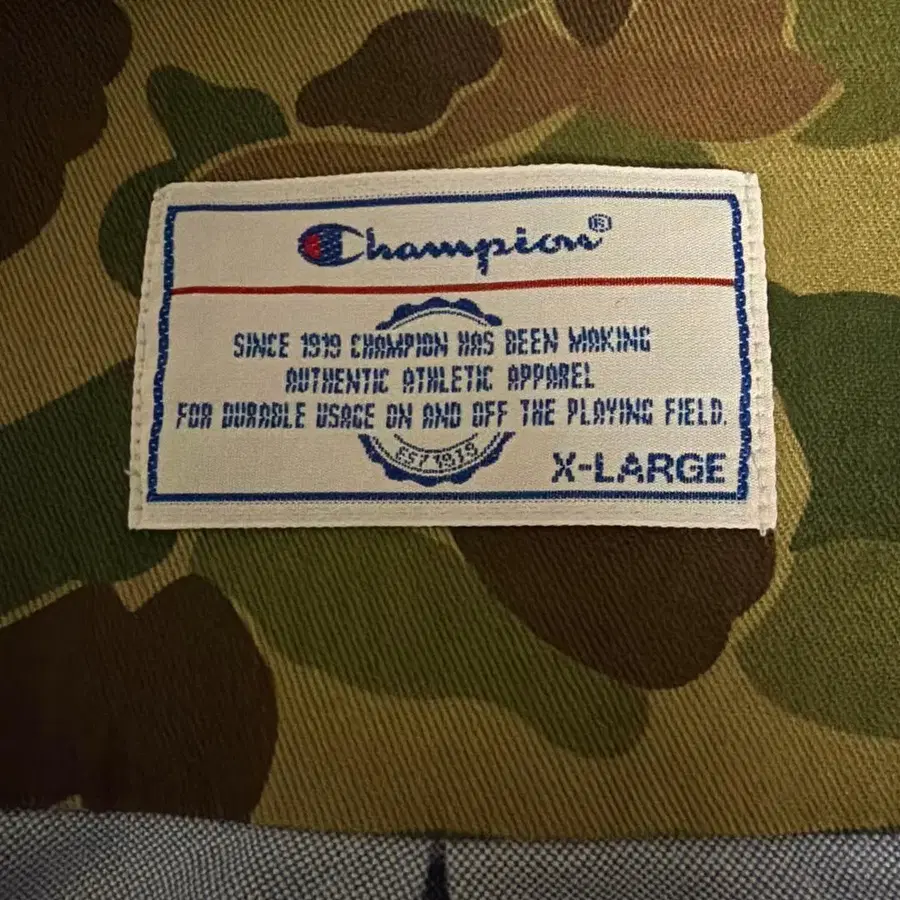 Champion®
SINCE 1919 CHAMPION HAS BEEN MAKING
AUTHENTIC ATHLETIC APPAREL
FOR DURABLE USAGE ON AND OFF THE PLAYING FIELD.
EST 1919
X-LARGE